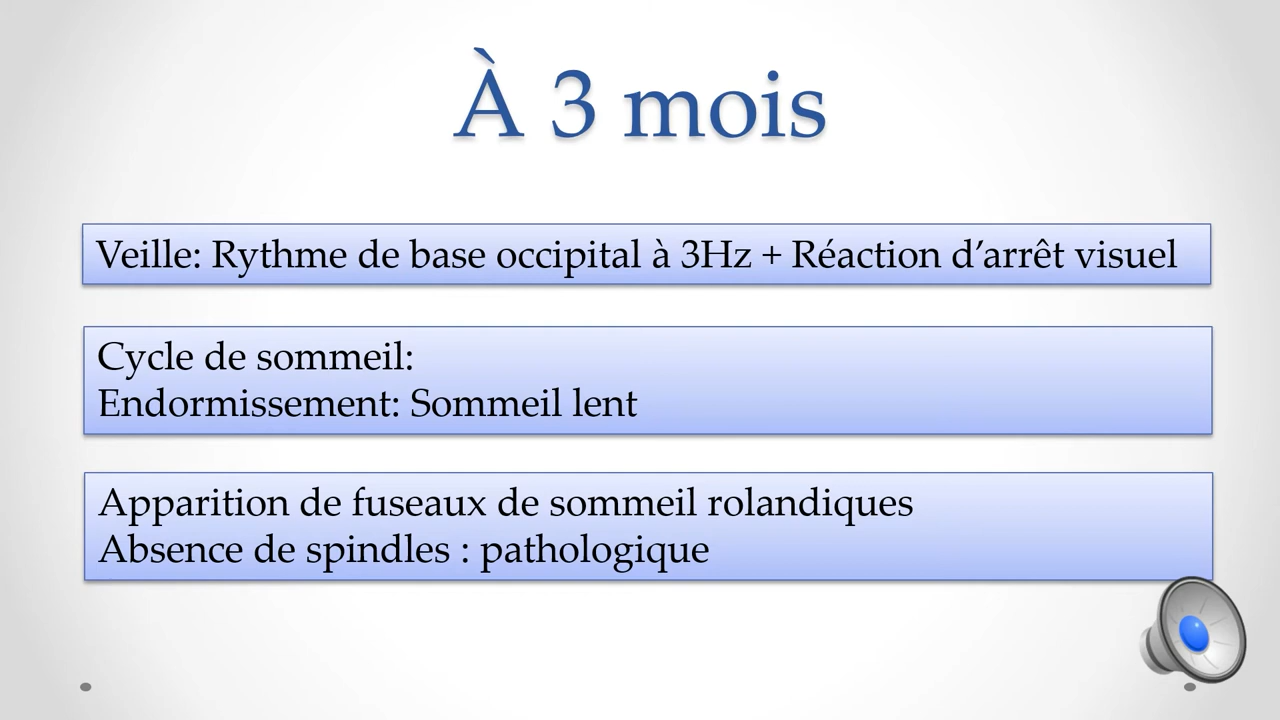 À 3 mois
Veille: Rythme de base occipital à 3Hz + Réaction d’arrêt visuel
Cycle de sommeil:
Endormissement: Sommeil lent
Apparition de fuseaux de sommeil rolandiques
Absence de spindles : pathologique